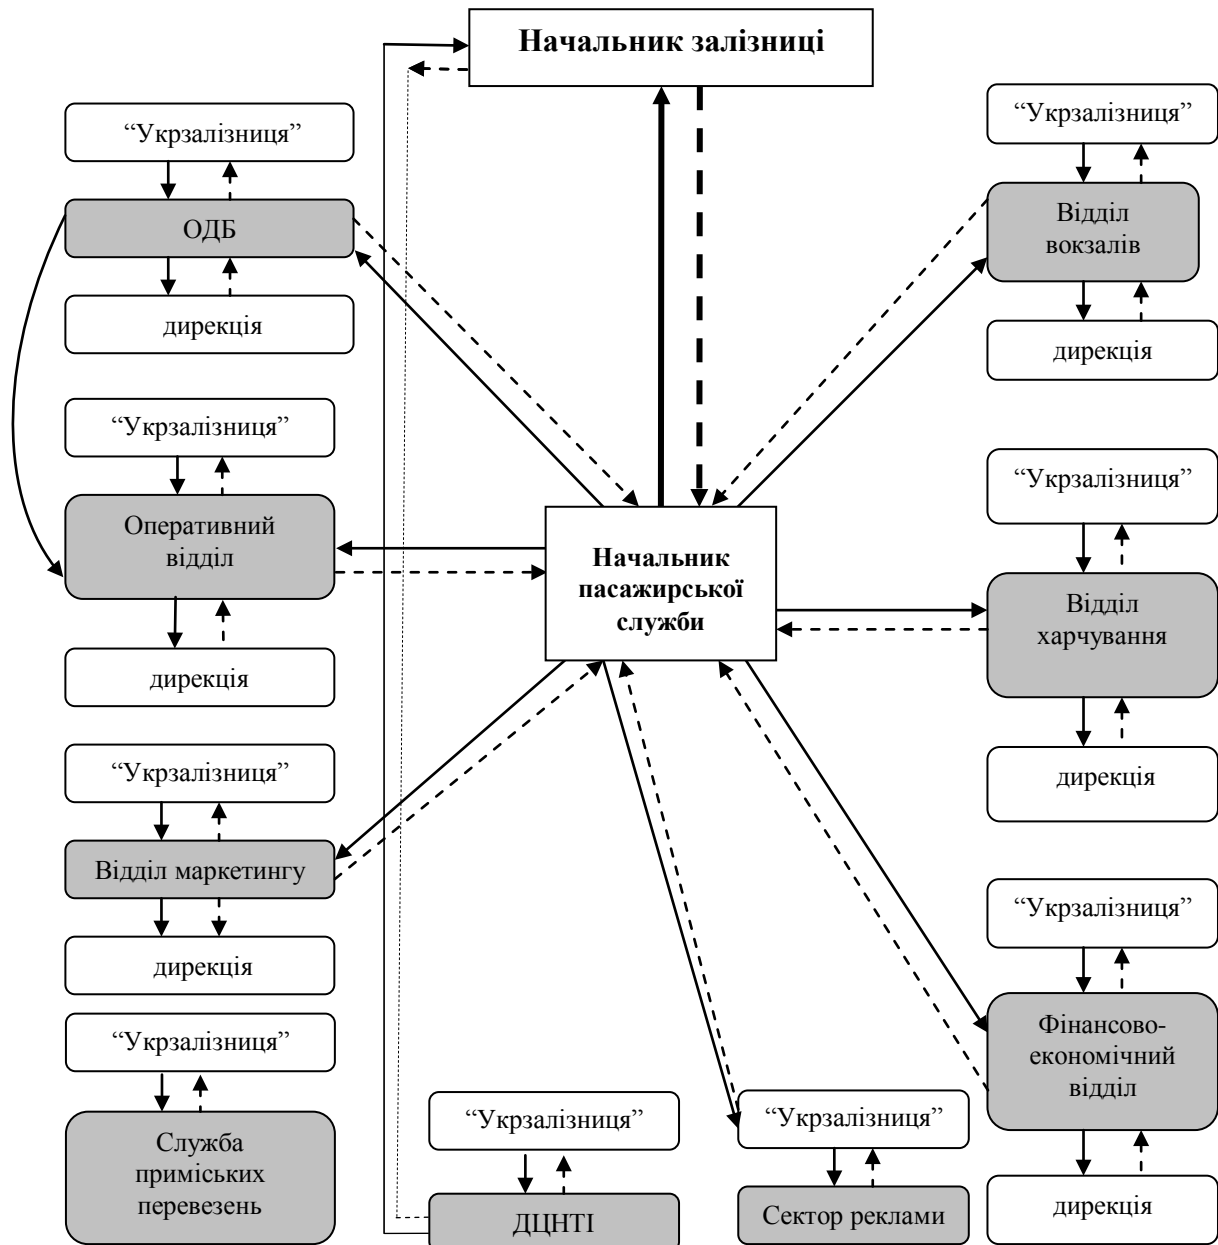 Начальник залізниці
“Укрзалізниця”
ОДБ
дирекція
“Укрзалізниця”
Відділ
вокзалів
дирекція
“Укрзалізниця”
Оперативний
відділ
дирекція
Начальник
пасажирської
служби
“Укрзалізниця”
Відділ
харчування
дирекція
“Укрзалізниця”
Відділ маркетингу
дирекція
“Укрзалізниця”
Фінансово-
економічний
відділ
дирекція
“Укрзалізниця”
Служба
приміських
перевезень
“Укрзалізниця”
ДЦНТІ
“Укрзалізниця”
Сектор реклами